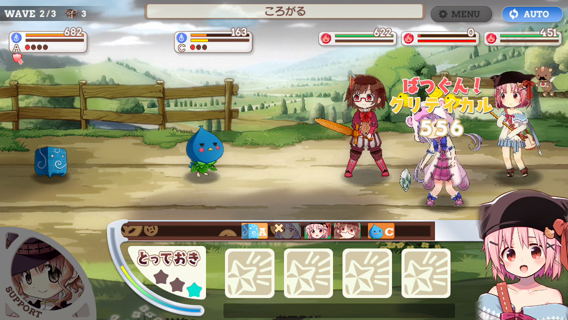 WAVE 2/3
3
ころがる
MENU
AUTO
682
A
163
C
622
0
451
ばつぐん!
クリティカル
556
A
C
とっておき
SUPPORT